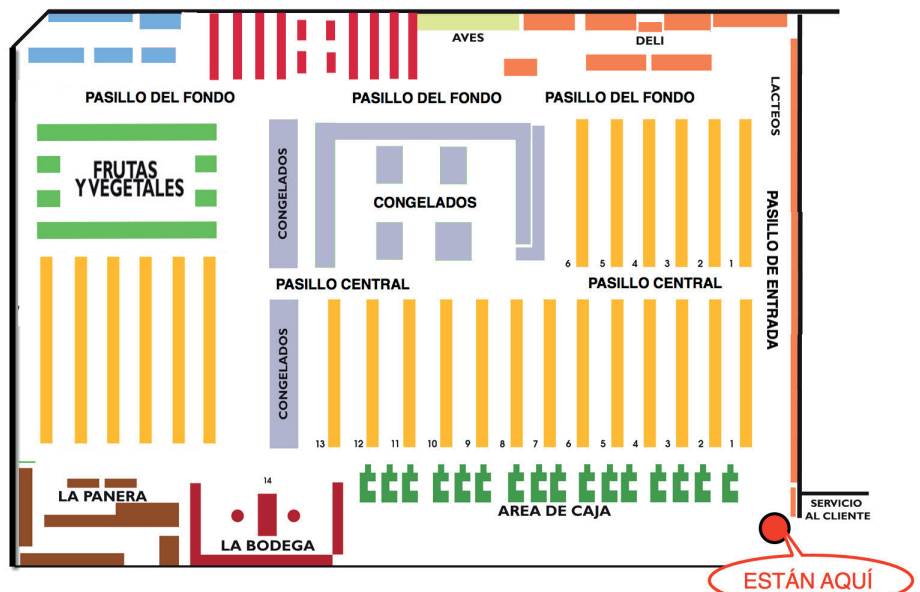 AVES
DELI
PASILLO DEL FONDO
PASILLO DEL FONDO
PASILLO DEL FONDO
LACTEOS
FRUTAS
Y VEGETALES
CONGELADOS
CONGELADOS
PASILLO DE ENTRADA
6 5 4 3 2 1
PASILLO CENTRAL
PASILLO CENTRAL
CONGELADOS
13 12 11 10 9 8 7 6 5 4 3 2 1
LA PANERA
14
LA BODEGA
AREA DE CAJA
SERVICIO
AL CLIENTE
ESTÁN AQUÍ